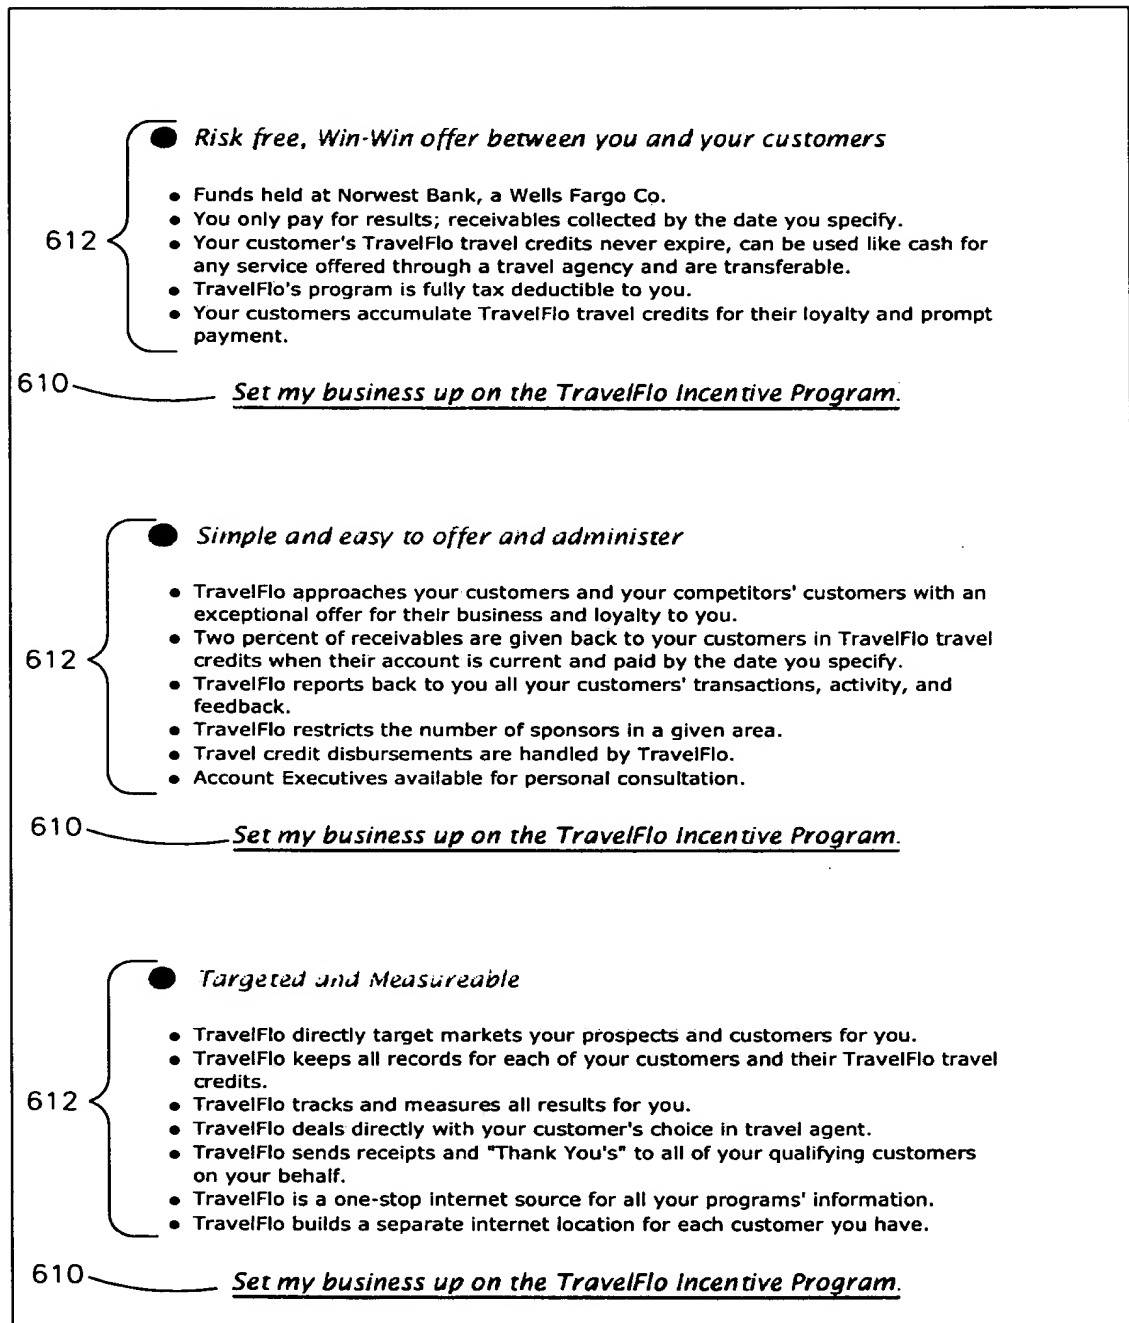 ● Risk free, Win-Win offer between you and your customers
• Funds held at Norwest Bank, a Wells Fargo Co.
• You only pay for results; receivables collected by the date you specify.
612
• Your customer's TravelFlo travel credits never expire, can be used like cash for
any service offered through a travel agency and are transferable.
• TravelFlo's program is fully tax deductible to you.
• Your customers accumulate TravelFlo travel credits for their loyalty and prompt
payment.
610 Set my business up on the TravelFlo Incentive Program.
● Simple and easy to offer and administer
• TravelFlo approaches your customers and your competitors' customers with an
exceptional offer for their business and loyalty to you.
• Two percent of receivables are given back to your customers in TravelFlo travel
612 credits when their account is current and paid by the date you specify.
• TravelFlo reports back to you all your customers' transactions, activity, and
feedback.
• TravelFlo restricts the number of sponsors in a given area.
• Travel credit disbursements are handled by TravelFlo.
• Account Executives available for personal consultation.
610 Set my business up on the TravelFlo Incentive Program.
● Targeted and Measureable
• TravelFlo directly target markets your prospects and customers for you.
• TravelFlo keeps all records for each of your customers and their TravelFlo travel
credits.
612 • TravelFlo tracks and measures all results for you.
• TravelFlo deals directly with your customer's choice in travel agent.
• TravelFlo sends receipts and "Thank You's" to all of your qualifying customers
on your behalf.
• TravelFlo is a one-stop internet source for all your programs' information.
• TravelFlo builds a separate internet location for each customer you have.
610 Set my business up on the TravelFlo Incentive Program.